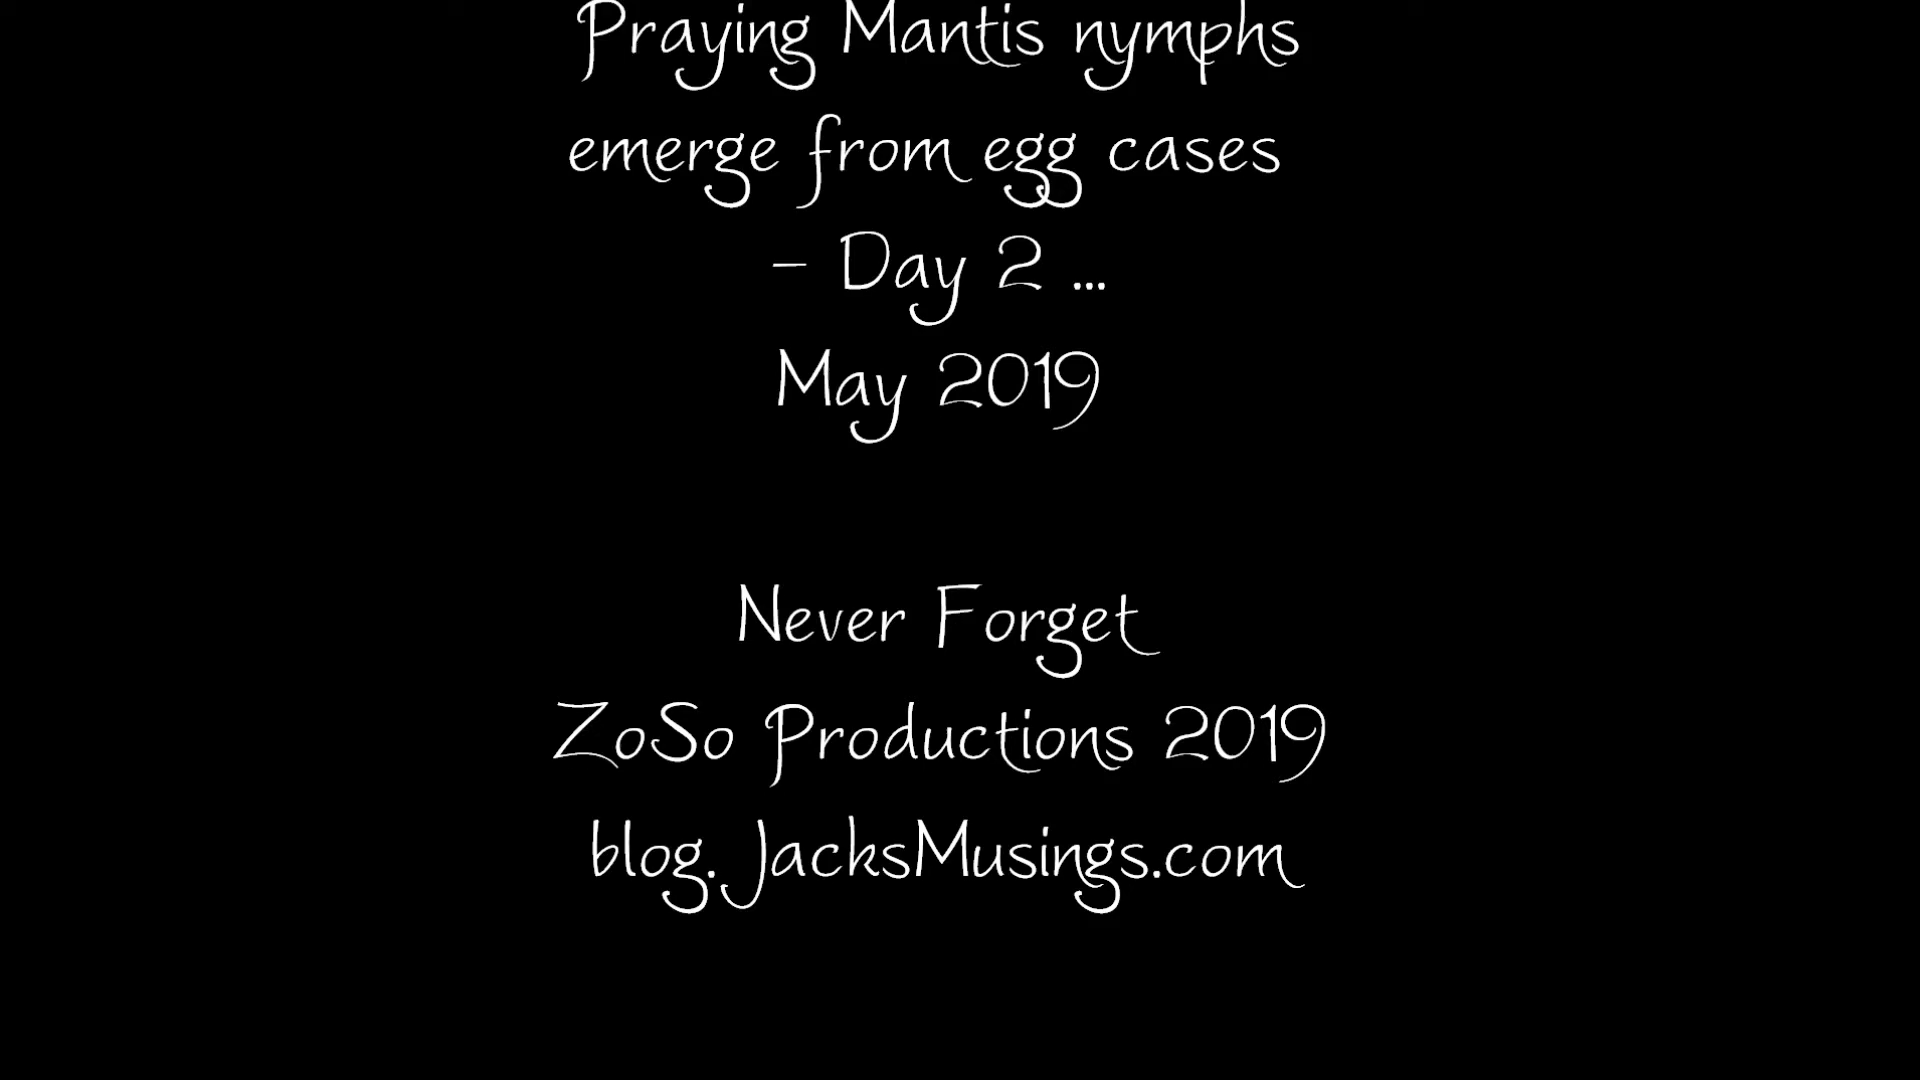 Praying Mantis nymphs
emerge from egg cases
- Day 2 ...
May 2019
Never Forget
ZoSo Productions 2019
blog.JacksMusings.com